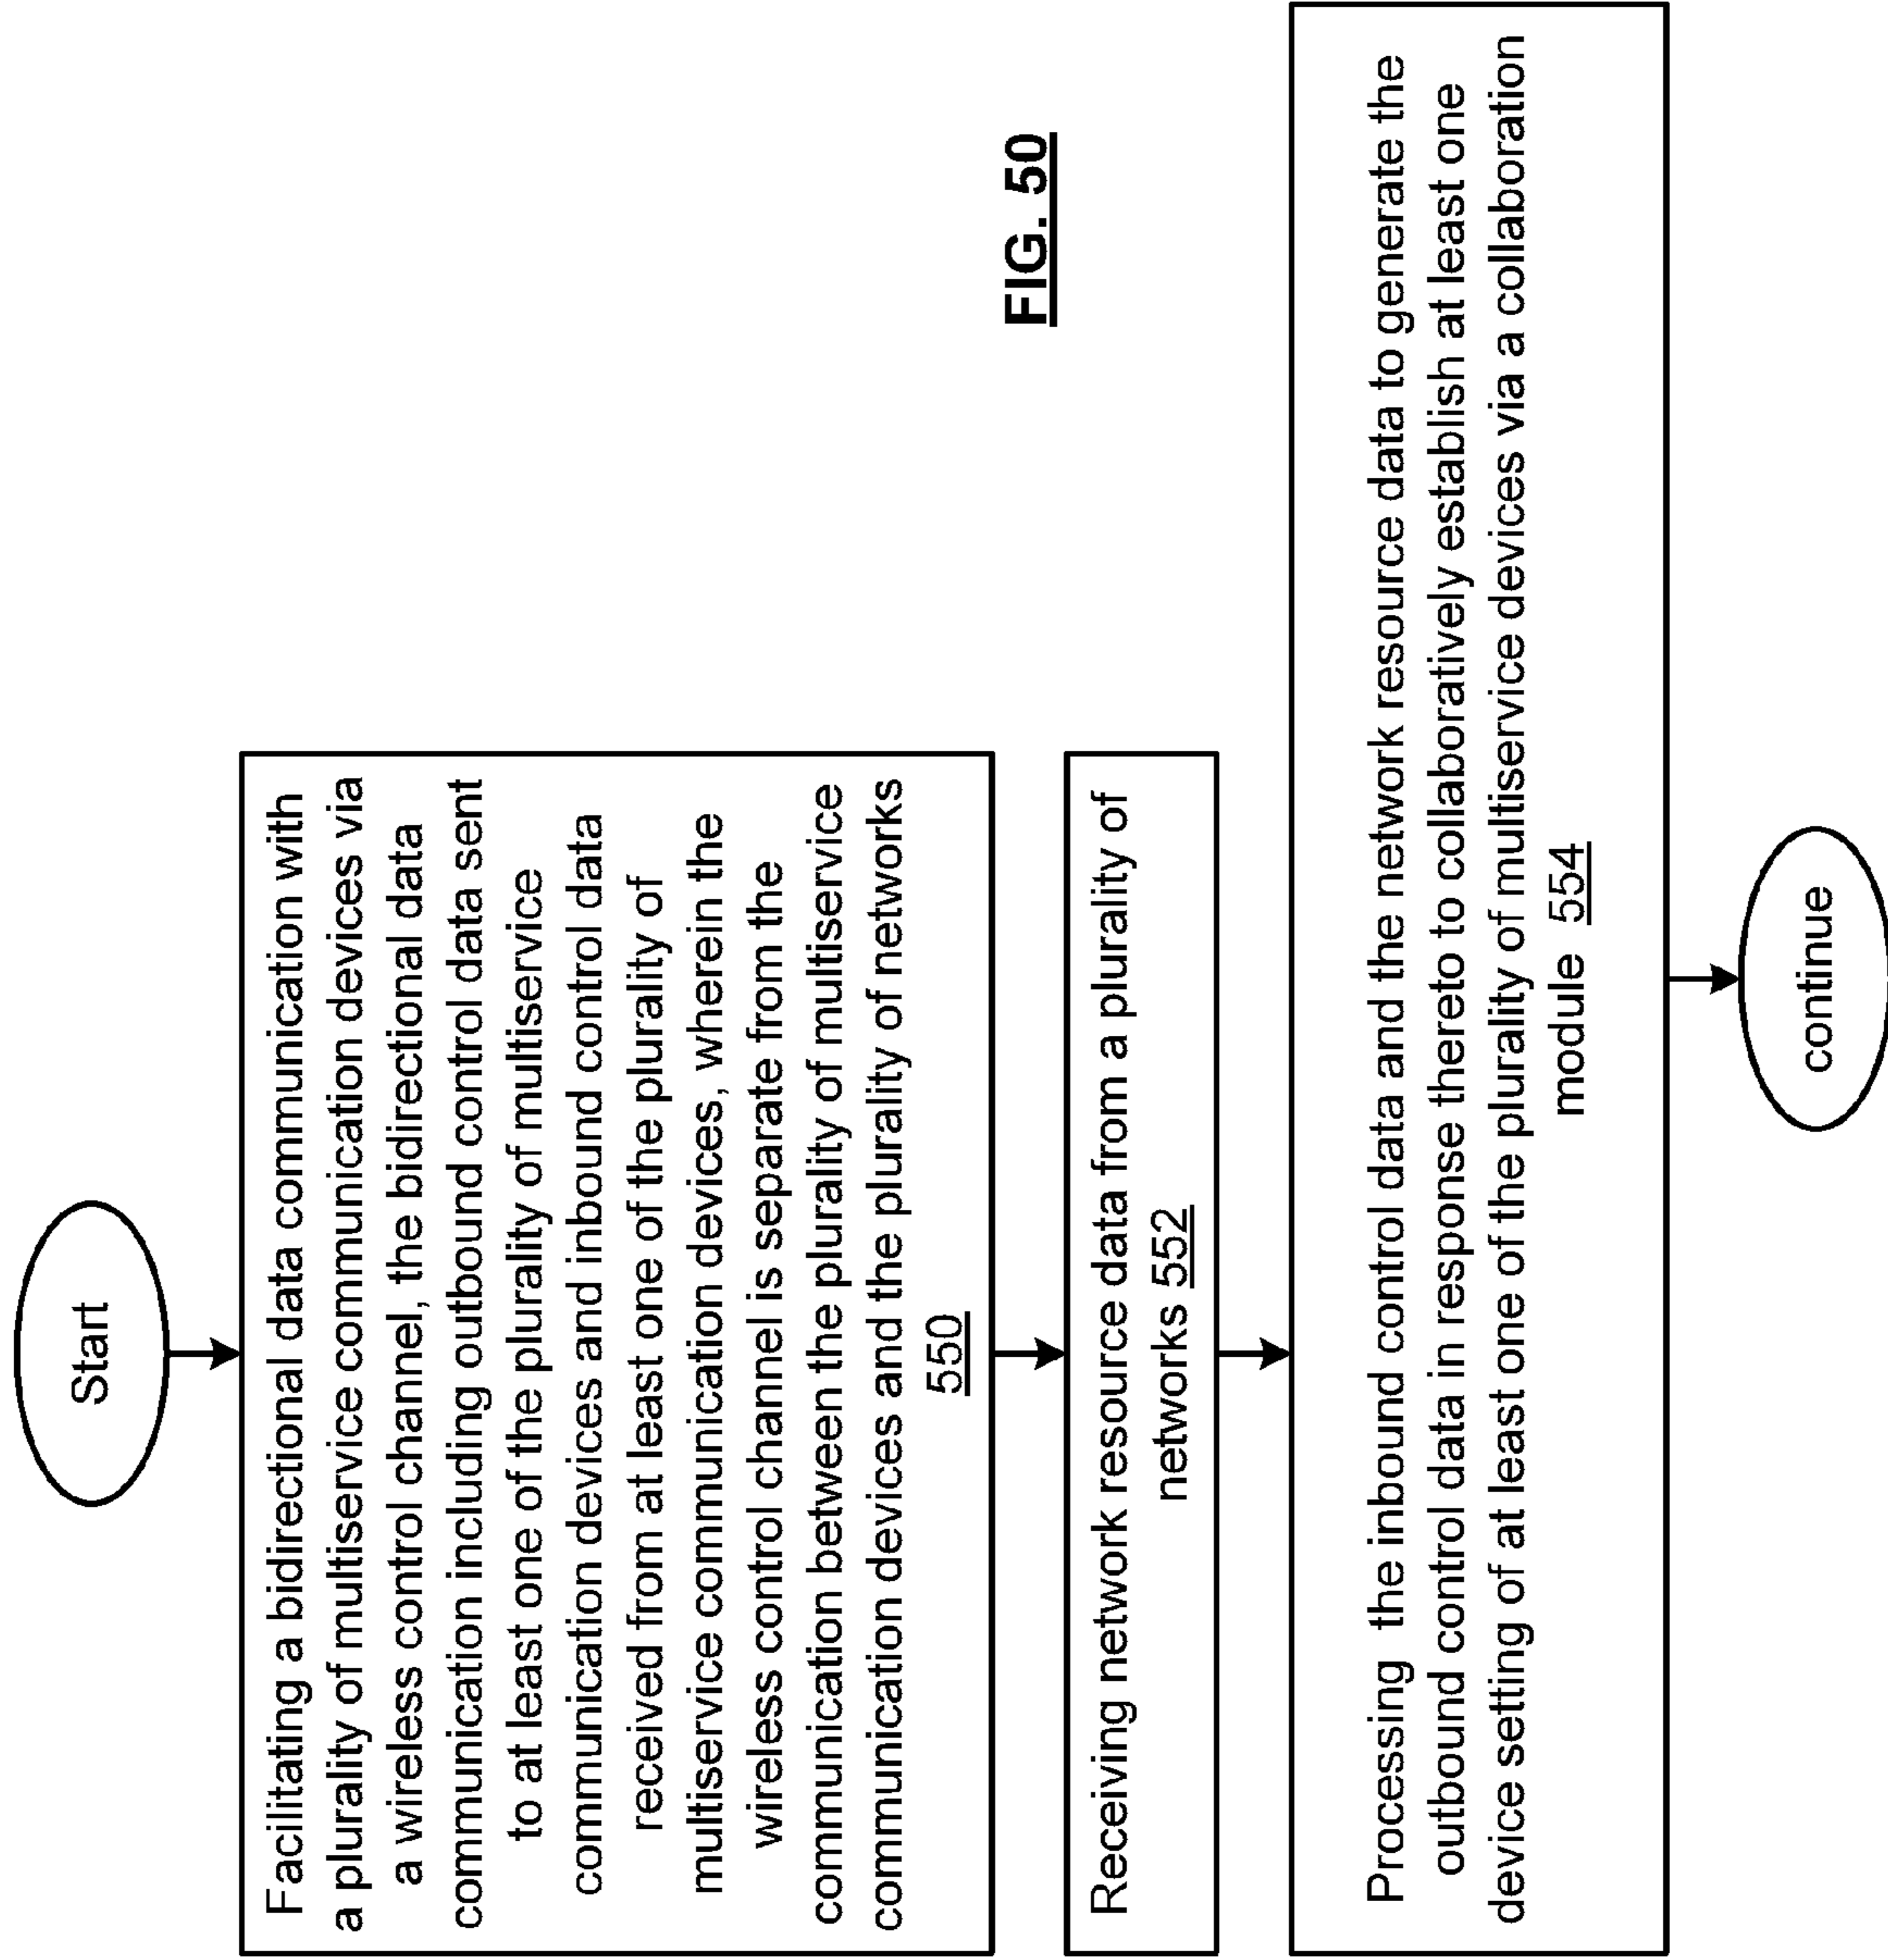 Start
Facilitating a bidirectional data communication with
a plurality of multiservice communication devices via
a wireless control channel, the bidirectional data
communication including outbound control data sent
to at least one of the plurality of multiservice
communication devices and inbound control data
received from at least one of the plurality of
multiservice communication devices, wherein the
wireless control channel is separate from the
communication between the plurality of multiservice
communication devices and the plurality of networks
550
Receiving network resource data from a plurality of
networks 552
Processing the inbound control data and the network resource data to generate the
outbound control data in response thereto to collaboratively establish at least one
device setting of at least one of the plurality of multiservice devices via a collaboration
module 554
continue
FIG. 50